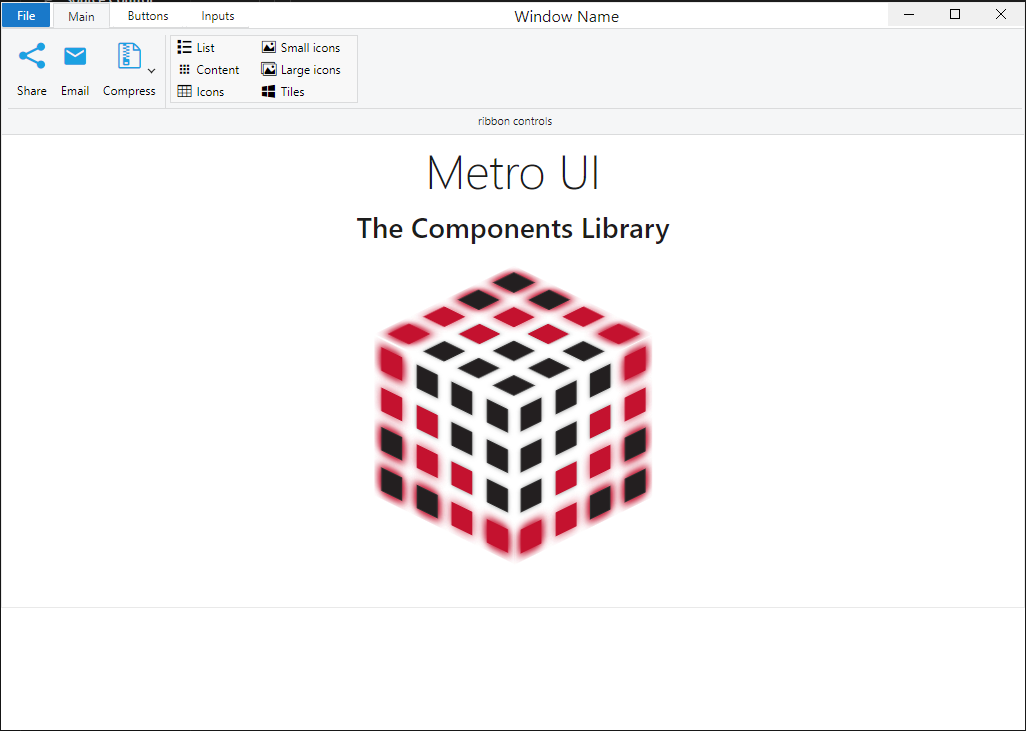 File Main Buttons Inputs Window Name
List Small icons
Content Large icons
Share Email Compress Icons Tiles
ribbon controls
Metro UI
The Components Library